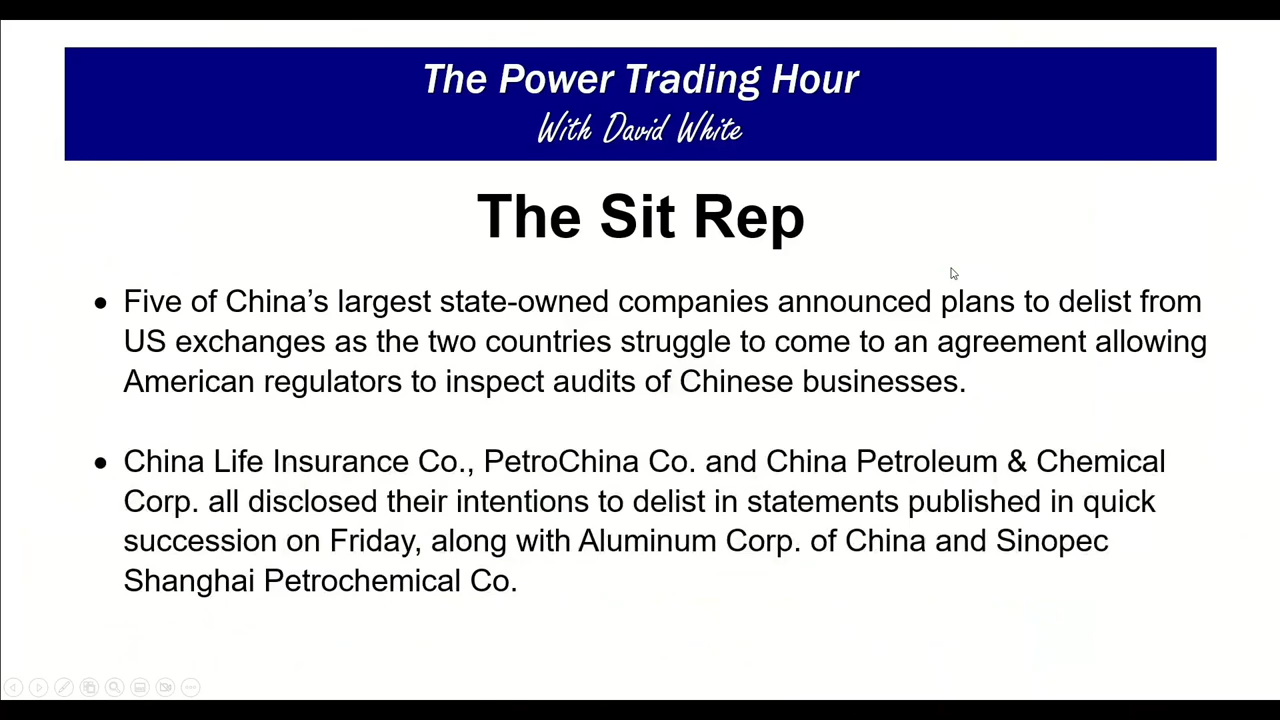 The Power Trading Hour
With David White
The Sit Rep
• Five of China’s largest state-owned companies announced plans to delist from
US exchanges as the two countries struggle to come to an agreement allowing
American regulators to inspect audits of Chinese businesses.
• China Life Insurance Co., PetroChina Co. and China Petroleum & Chemical
Corp. all disclosed their intentions to delist in statements published in quick
succession on Friday, along with Aluminum Corp. of China and Sinopec
Shanghai Petrochemical Co.